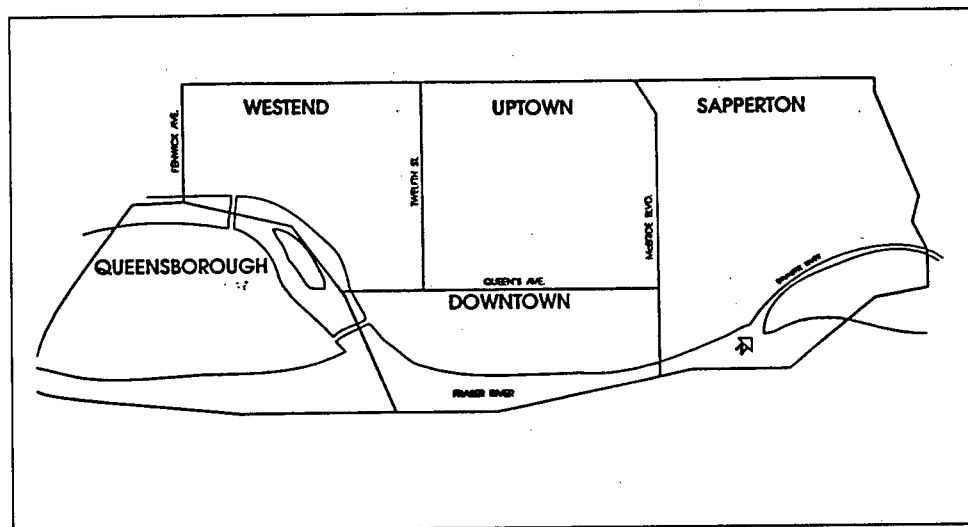 WESTEND
UPTOWN
SAPPERTON
FENWICK AVE.
TWELFTH ST.
McBRIDE BLVD.
QUEENSBOROUGH
QUEEN'S AVE.
DOWNTOWN
FRASER RIVER